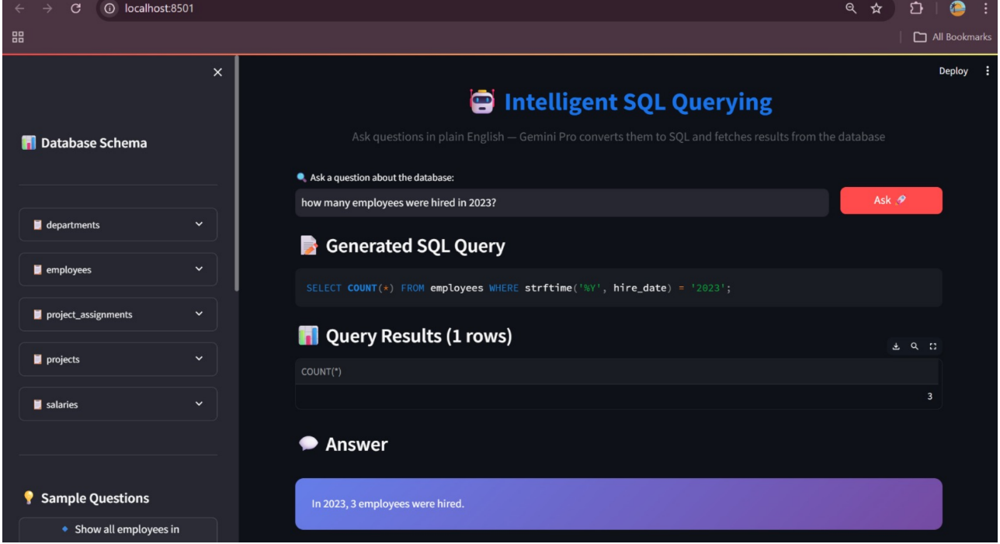 localhost:8501
All Bookmarks
Deploy
Intelligent SQL Querying
Ask questions in plain English — Gemini Pro converts them to SQL and fetches results from the database
Database Schema
departments
employees
project_assignments
projects
salaries
Sample Questions
Show all employees in
Ask a question about the database:
how many employees were hired in 2023?
Ask
Generated SQL Query
SELECT COUNT(*) FROM employees WHERE strftime('%Y', hire_date) = '2023';
Query Results (1 rows)
COUNT(*)
3
Answer
In 2023, 3 employees were hired.